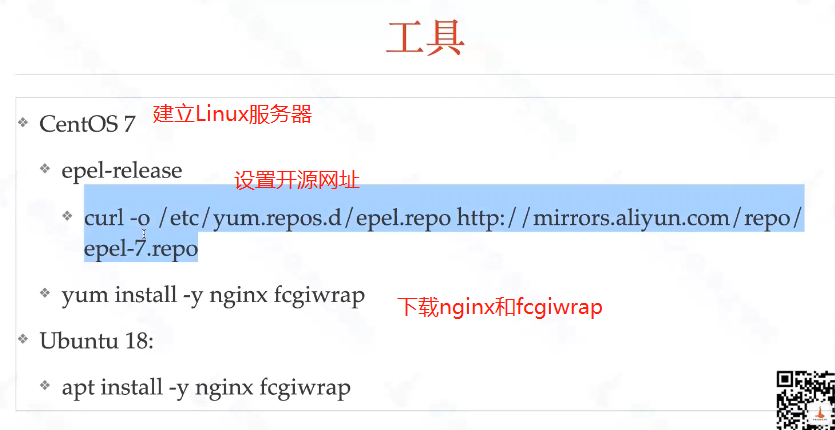 工具
CentOS 7 建立Linux服务器
epel-release
设置开源网址
curl -o /etc/yum.repos.d/epel.repo http://mirrors.aliyun.com/repo/
epel-7.repo
yum install -y nginx fcgiwrap 下载nginx和fcgiwrap
Ubuntu 18:
apt install -y nginx fcgiwrap